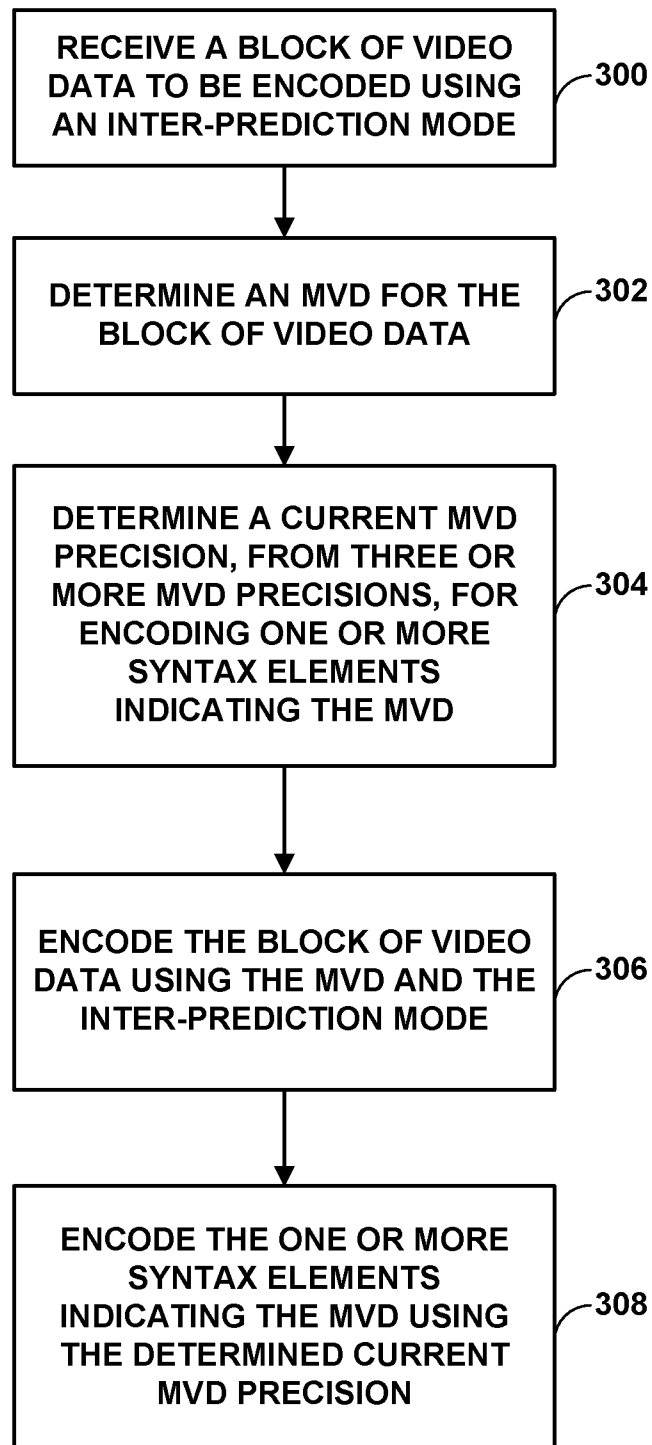 RECEIVE A BLOCK OF VIDEO
DATA TO BE ENCODED USING
AN INTER-PREDICTION MODE
300
DETERMINE AN MVD FOR THE
BLOCK OF VIDEO DATA
302
DETERMINE A CURRENT MVD
PRECISION, FROM THREE OR
MORE MVD PRECISIONS, FOR
ENCODING ONE OR MORE
SYNTAX ELEMENTS
INDICATING THE MVD
304
ENCODE THE BLOCK OF VIDEO
DATA USING THE MVD AND THE
INTER-PREDICTION MODE
306
ENCODE THE ONE OR MORE
SYNTAX ELEMENTS
INDICATING THE MVD USING
THE DETERMINED CURRENT
MVD PRECISION
308